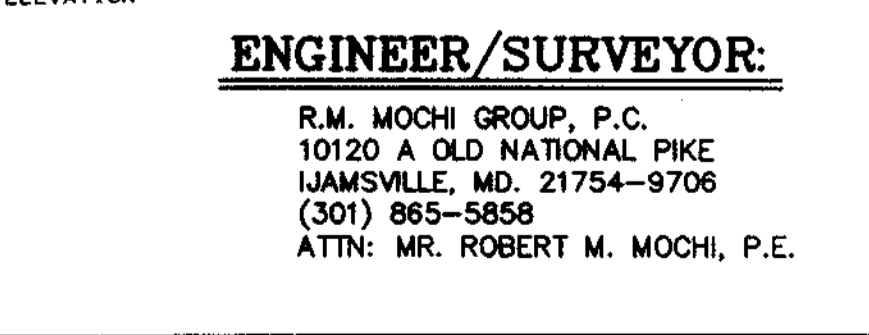 ENGINEER/SURVEYOR:
R.M. MOCHI GROUP, P.C.
10120 A OLD NATIONAL PIKE
IJAMSVILLE, MD. 21754-9706
(301) 865-5858
ATTN: MR. ROBERT M. MOCHI, P.E.